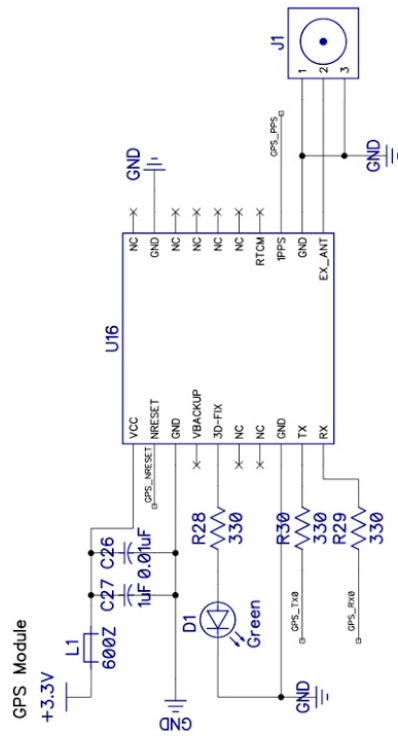 GPS Module
+3.3V
L1
600Z
C27
1uF
C26
0.01uF
GND
GPS_NRESET
D1
Green
R28
330
GND
R30
330
GPS_TX0
R29
330
GPS_RX0
U16
VCC
NRESET
GND
VBACKUP
3D-FIX
NC
NC
GND
TX
RX
NC
GND
NC
NC
NC
NC
RTCM
1PPS
GND
EX_ANT
GND
GPS_PPS
GND
J1
1
2
3